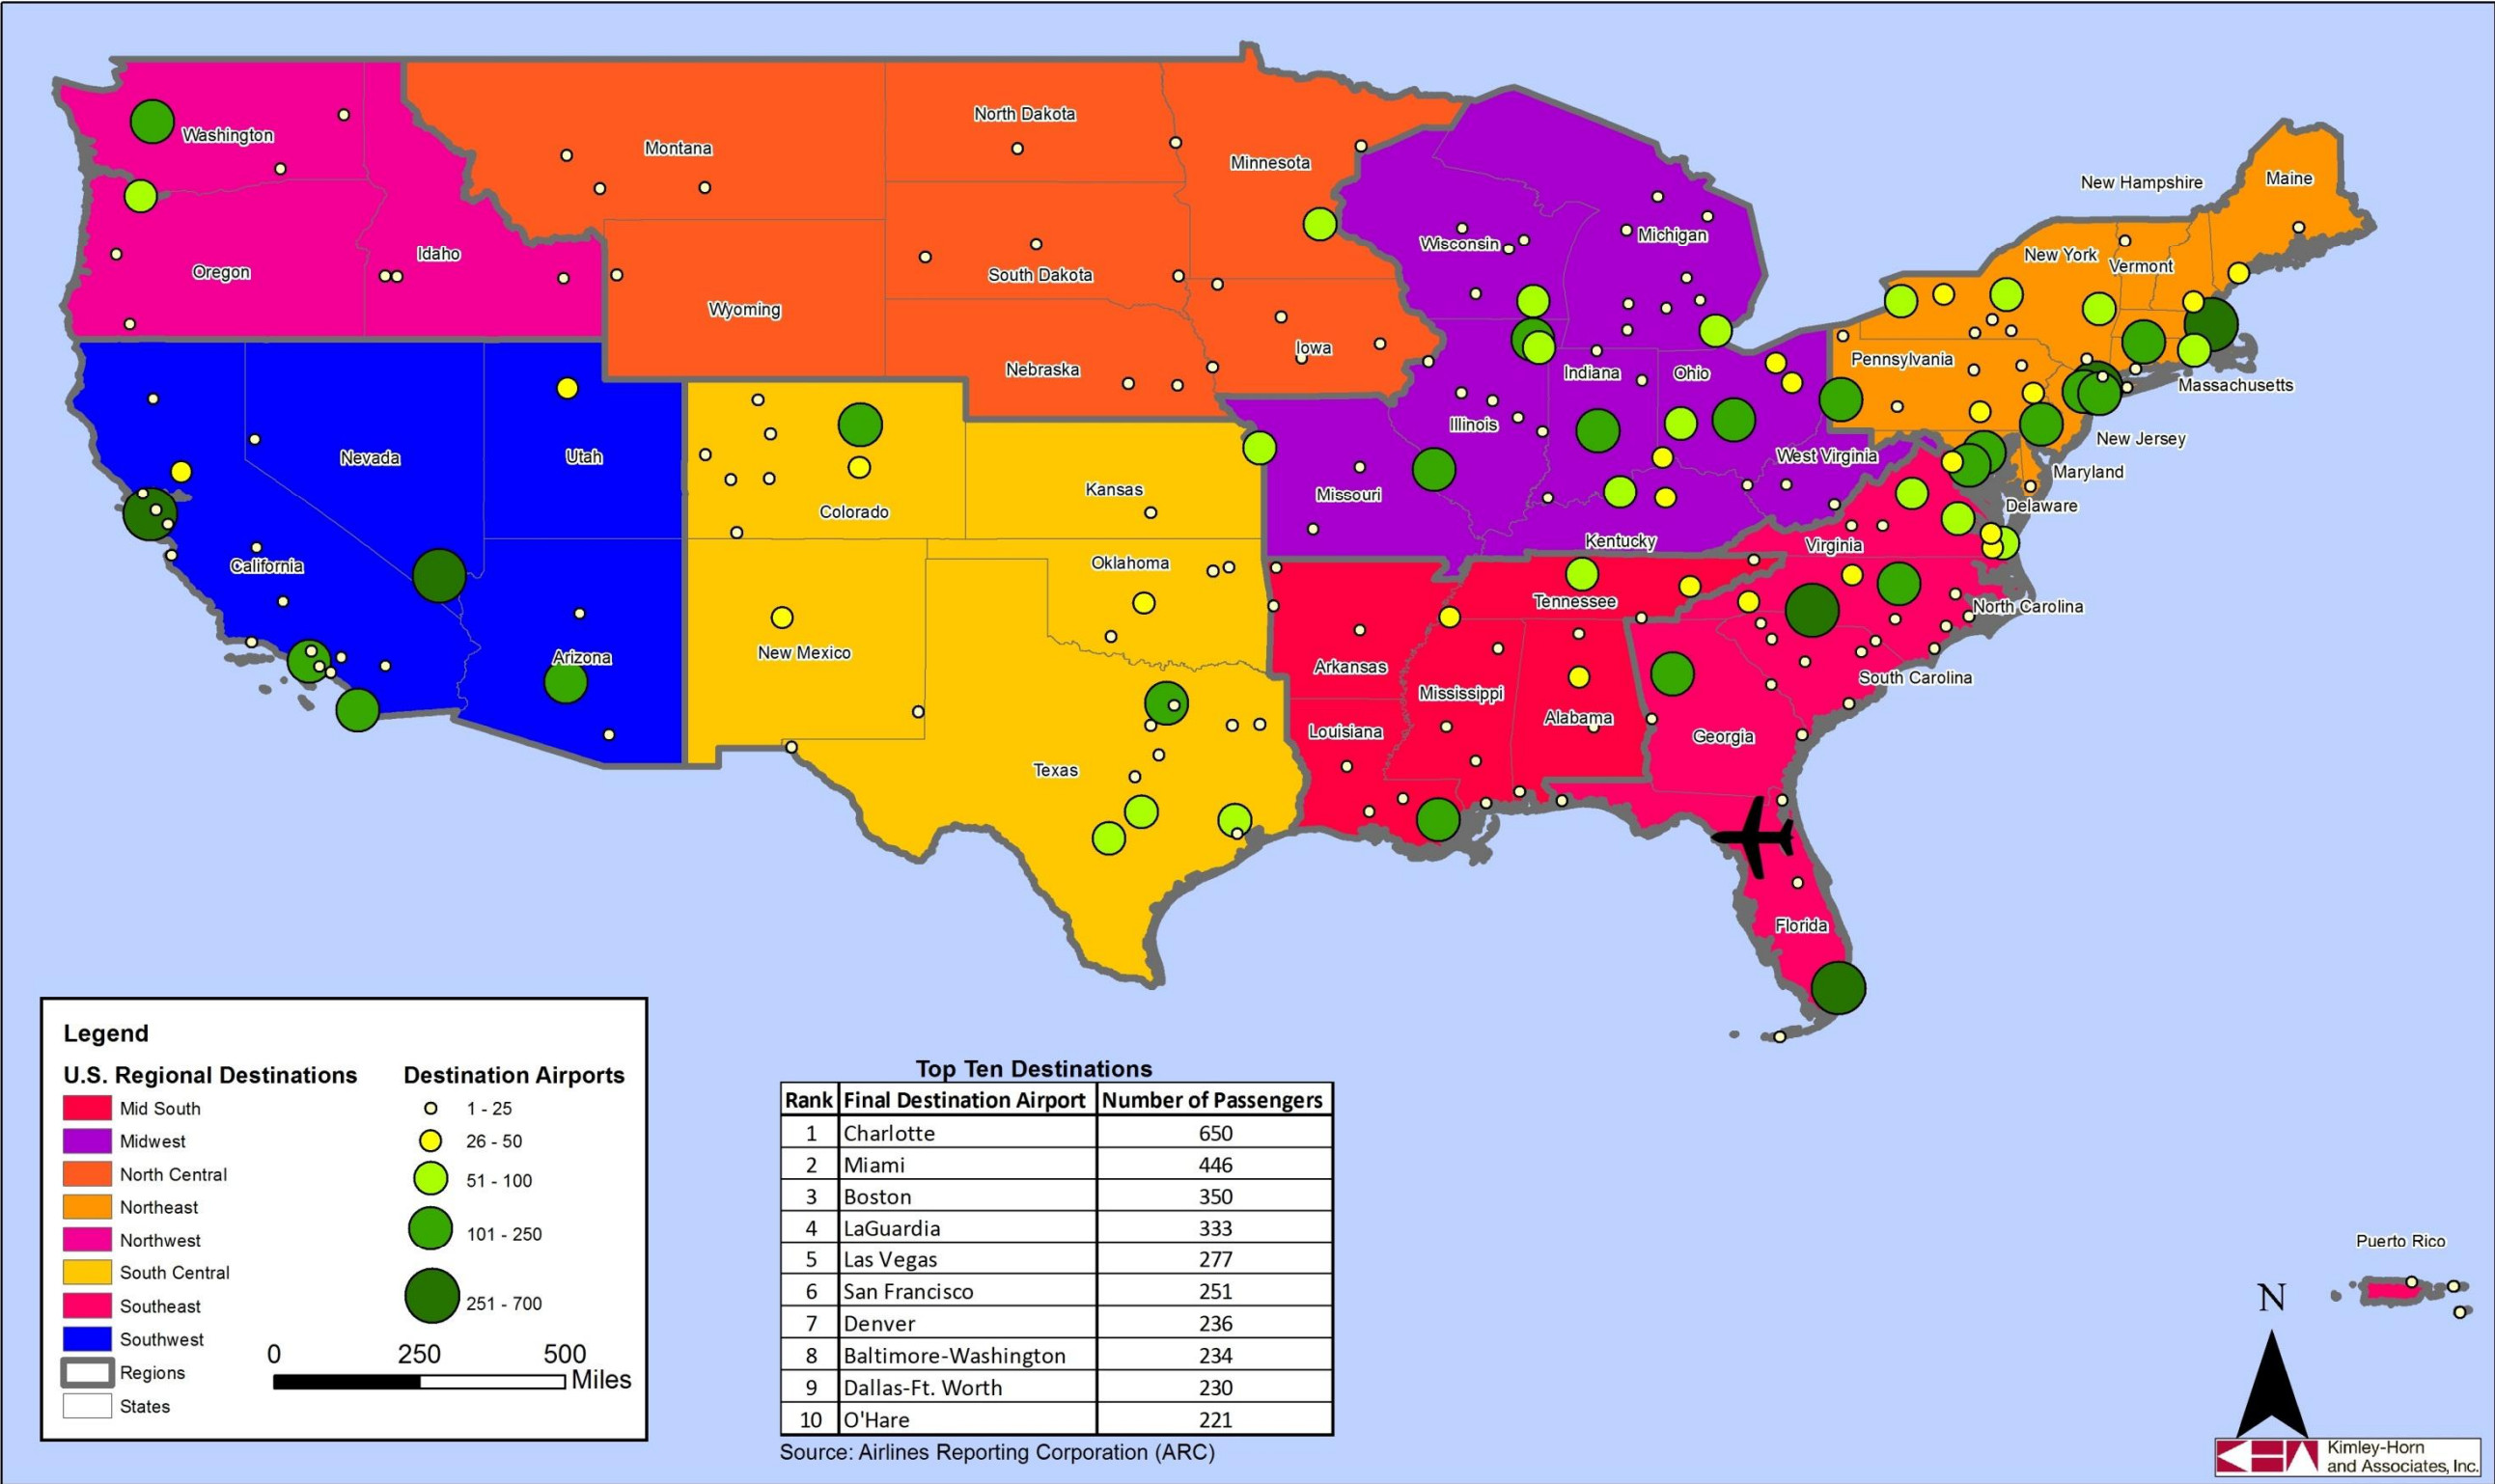 Washington
Montana
North Dakota
Minnesota
New Hampshire
Maine
Oregon
Idaho
Wyoming
South Dakota
Wisconsin
Michigan
New York
Vermont
Nebraska
Iowa
Indiana
Ohio
Pennsylvania
Massachusetts
Nevada
Utah
Colorado
Kansas
Illinois
Missouri
West Virginia
New Jersey
Maryland
Delaware
California
Oklahoma
Kentucky
Virginia
Arizona
New Mexico
Arkansas
Tennessee
North Carolina
Texas
Louisiana
Mississippi
Alabama
Georgia
South Carolina
Florida
Puerto Rico
Legend
U.S. Regional Destinations
Mid South
Midwest
North Central
Northeast
Northwest
South Central
Southeast
Southwest
Regions
States
Destination Airports
1 - 25
26 - 50
51 - 100
101 - 250
251 - 700
0 250 500
Miles
Top Ten Destinations
Rank Final Destination Airport Number of Passengers
1 Charlotte 650
2 Miami 446
3 Boston 350
4 LaGuardia 333
5 Las Vegas 277
6 San Francisco 251
7 Denver 236
8 Baltimore-Washington 234
9 Dallas-Ft. Worth 230
10 O'Hare 221
Source: Airlines Reporting Corporation (ARC)
N
Kimley-Horn
and Associates, Inc.